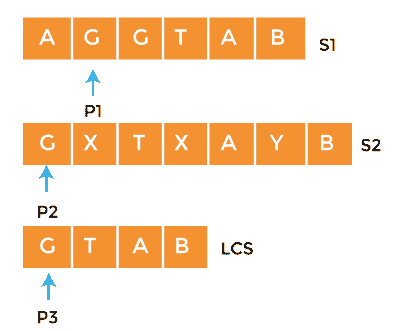 A G G T A B S1
P1
G X T X A Y B S2
P2
G T A B LCS
P3